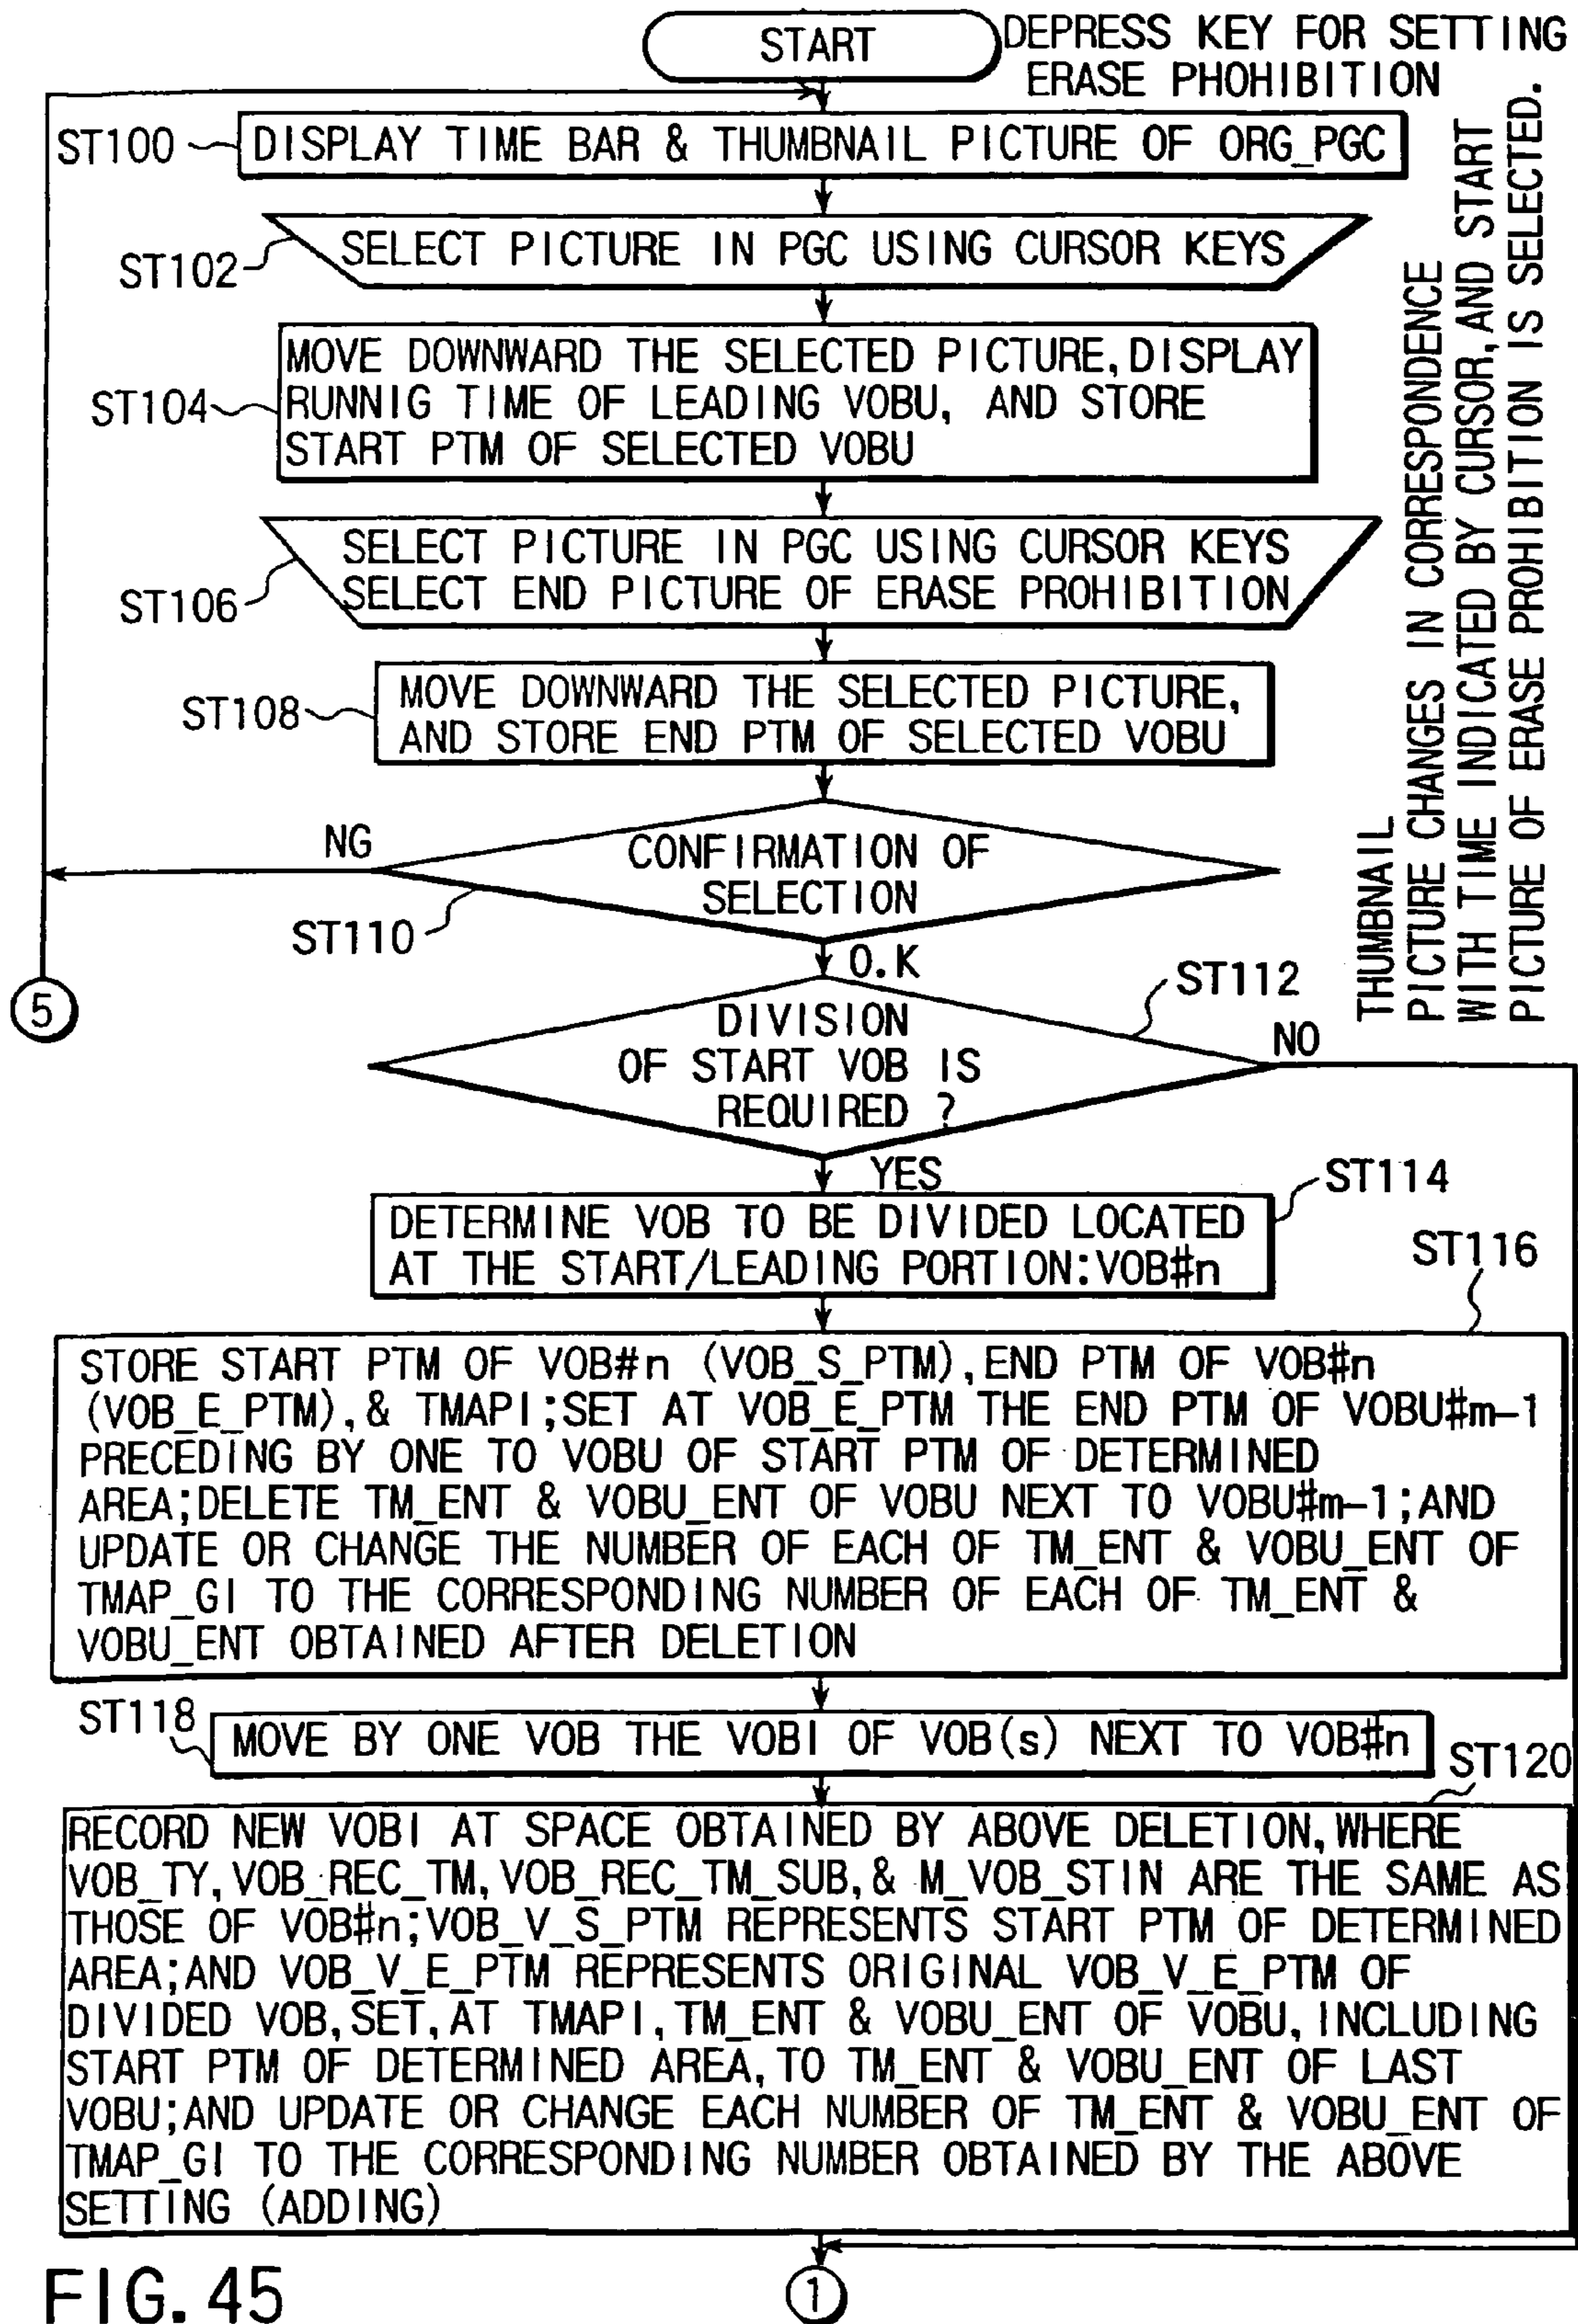 START
DEPRESS KEY FOR SETTING
ERASE PHOHIBITION
ST100
DISPLAY TIME BAR & THUMBNAIL PICTURE OF ORG_PGC
ST102
SELECT PICTURE IN PGC USING CURSOR KEYS
THUMBNAIL
PICTURE CHANGES IN CORRESPONDENCE
WITH TIME INDICATED BY CURSOR, AND START
PICTURE OF ERASE PROHIBITION IS SELECTED.
ST104
MOVE DOWNWARD THE SELECTED PICTURE, DISPLAY
RUNNIG TIME OF LEADING VOBU, AND STORE
START PTM OF SELECTED VOBU
ST106
SELECT PICTURE IN PGC USING CURSOR KEYS
SELECT END PICTURE OF ERASE PROHIBITION
ST108
MOVE DOWNWARD THE SELECTED PICTURE,
AND STORE END PTM OF SELECTED VOBU
NG
CONFIRMATION OF
SELECTION
ST110
O.K
5
ST112
DIVISION
OF START VOB IS
REQUIRED ?
NO
YES
ST114
DETERMINE VOB TO BE DIVIDED LOCATED
AT THE START/LEADING PORTION:VOB#n
ST116
STORE START PTM OF VOB#n (VOB_S_PTM), END PTM OF VOB#n
(VOB_E_PTM), & TMAPI;SET AT VOB_E_PTM THE END PTM OF VOBU#m-1
PRECEDING BY ONE TO VOBU OF START PTM OF DETERMINED
AREA;DELETE TM_ENT & VOBU_ENT OF VOBU NEXT TO VOBU#m-1;AND
UPDATE OR CHANGE THE NUMBER OF EACH OF TM_ENT & VOBU_ENT OF
TMAP_GI TO THE CORRESPONDING NUMBER OF EACH OF TM_ENT &
VOBU_ENT OBTAINED AFTER DELETION
ST118
MOVE BY ONE VOB THE VOBI OF VOB(s) NEXT TO VOB#n
ST120
RECORD NEW VOBI AT SPACE OBTAINED BY ABOVE DELETION, WHERE
VOB_TY, VOB_REC_TM, VOB_REC_TM_SUB, & M_VOB_STIN ARE THE SAME AS
THOSE OF VOB#n;VOB_V_S_PTM REPRESENTS START PTM OF DETERMINED
AREA;AND VOB_V_E_PTM REPRESENTS ORIGINAL VOB_V_E_PTM OF
DIVIDED VOB, SET, AT TMAPI, TM_ENT & VOBU_ENT OF VOBU, INCLUDING
START PTM OF DETERMINED AREA, TO TM_ENT & VOBU_ENT OF LAST
VOBU;AND UPDATE OR CHANGE EACH NUMBER OF TM_ENT & VOBU_ENT OF
TMAP_GI TO THE CORRESPONDING NUMBER OBTAINED BY THE ABOVE
SETTING (ADDING)
1
FIG. 45